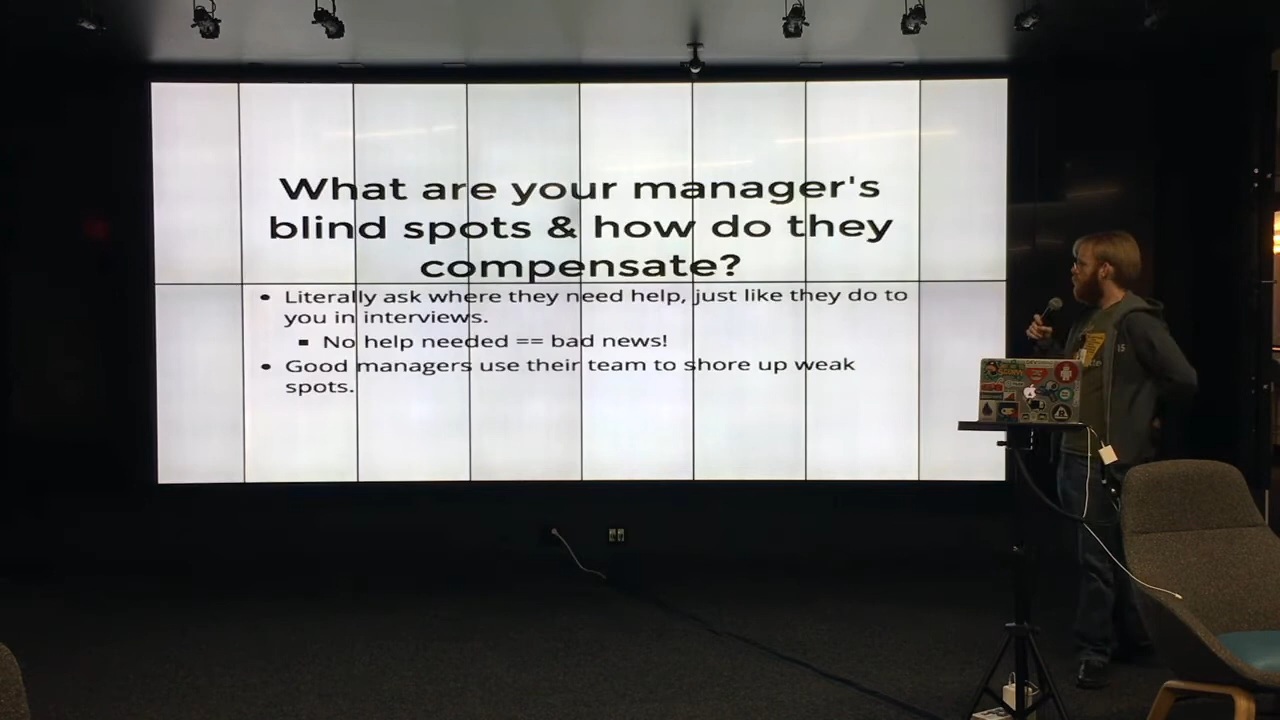 What are your manager's
blind spots & how do they
compensate?
• Literally ask where they need help, just like they do to
you in interviews.
▪ No help needed == bad news!
• Good managers use their team to shore up weak
spots.